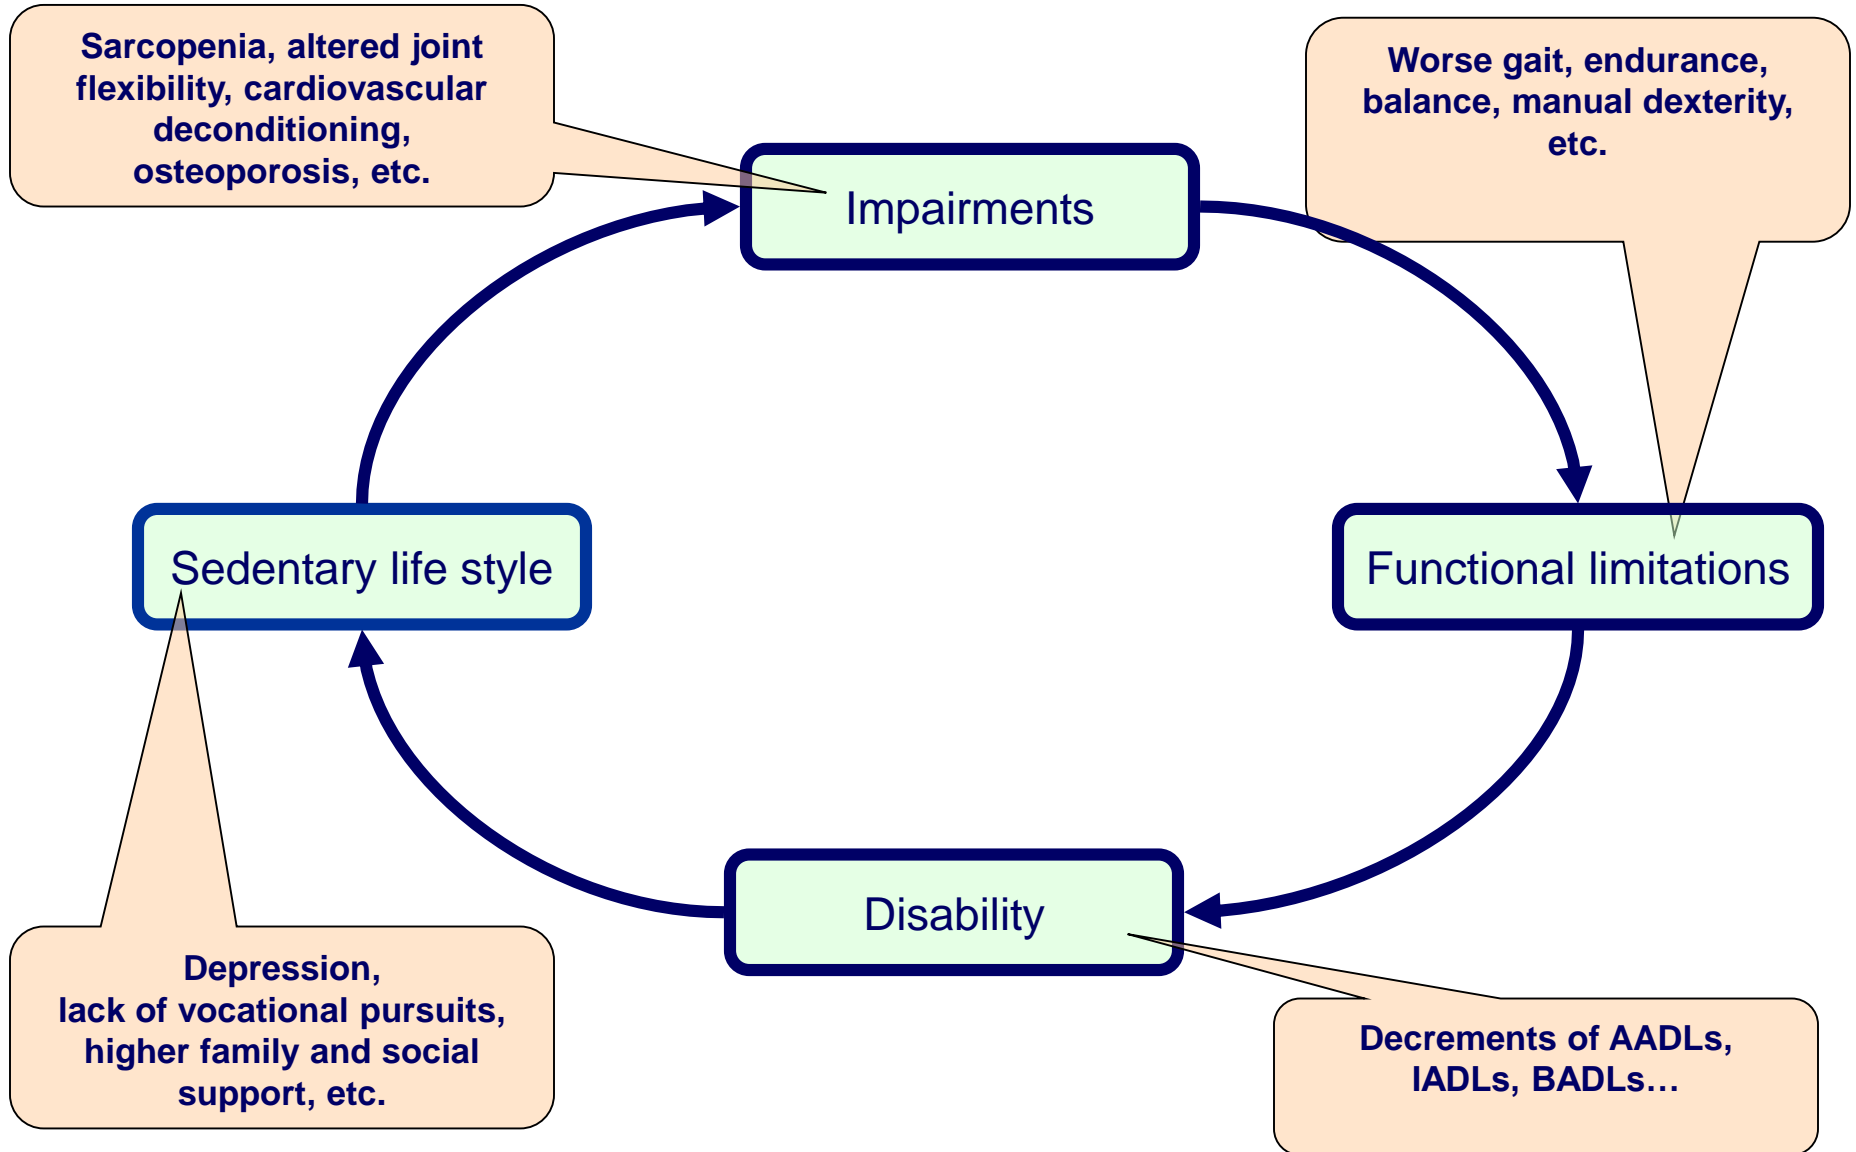 Sarcopenia, altered joint
flexibility, cardiovascular
deconditioning,
osteoporosis, etc.
Worse gait, endurance,
balance, manual dexterity,
etc.
Impairments
Sedentary life style
Functional limitations
Disability
Depression,
lack of vocational pursuits,
higher family and social
support, etc.
Decrements of AADLs,
IADLs, BADLs…